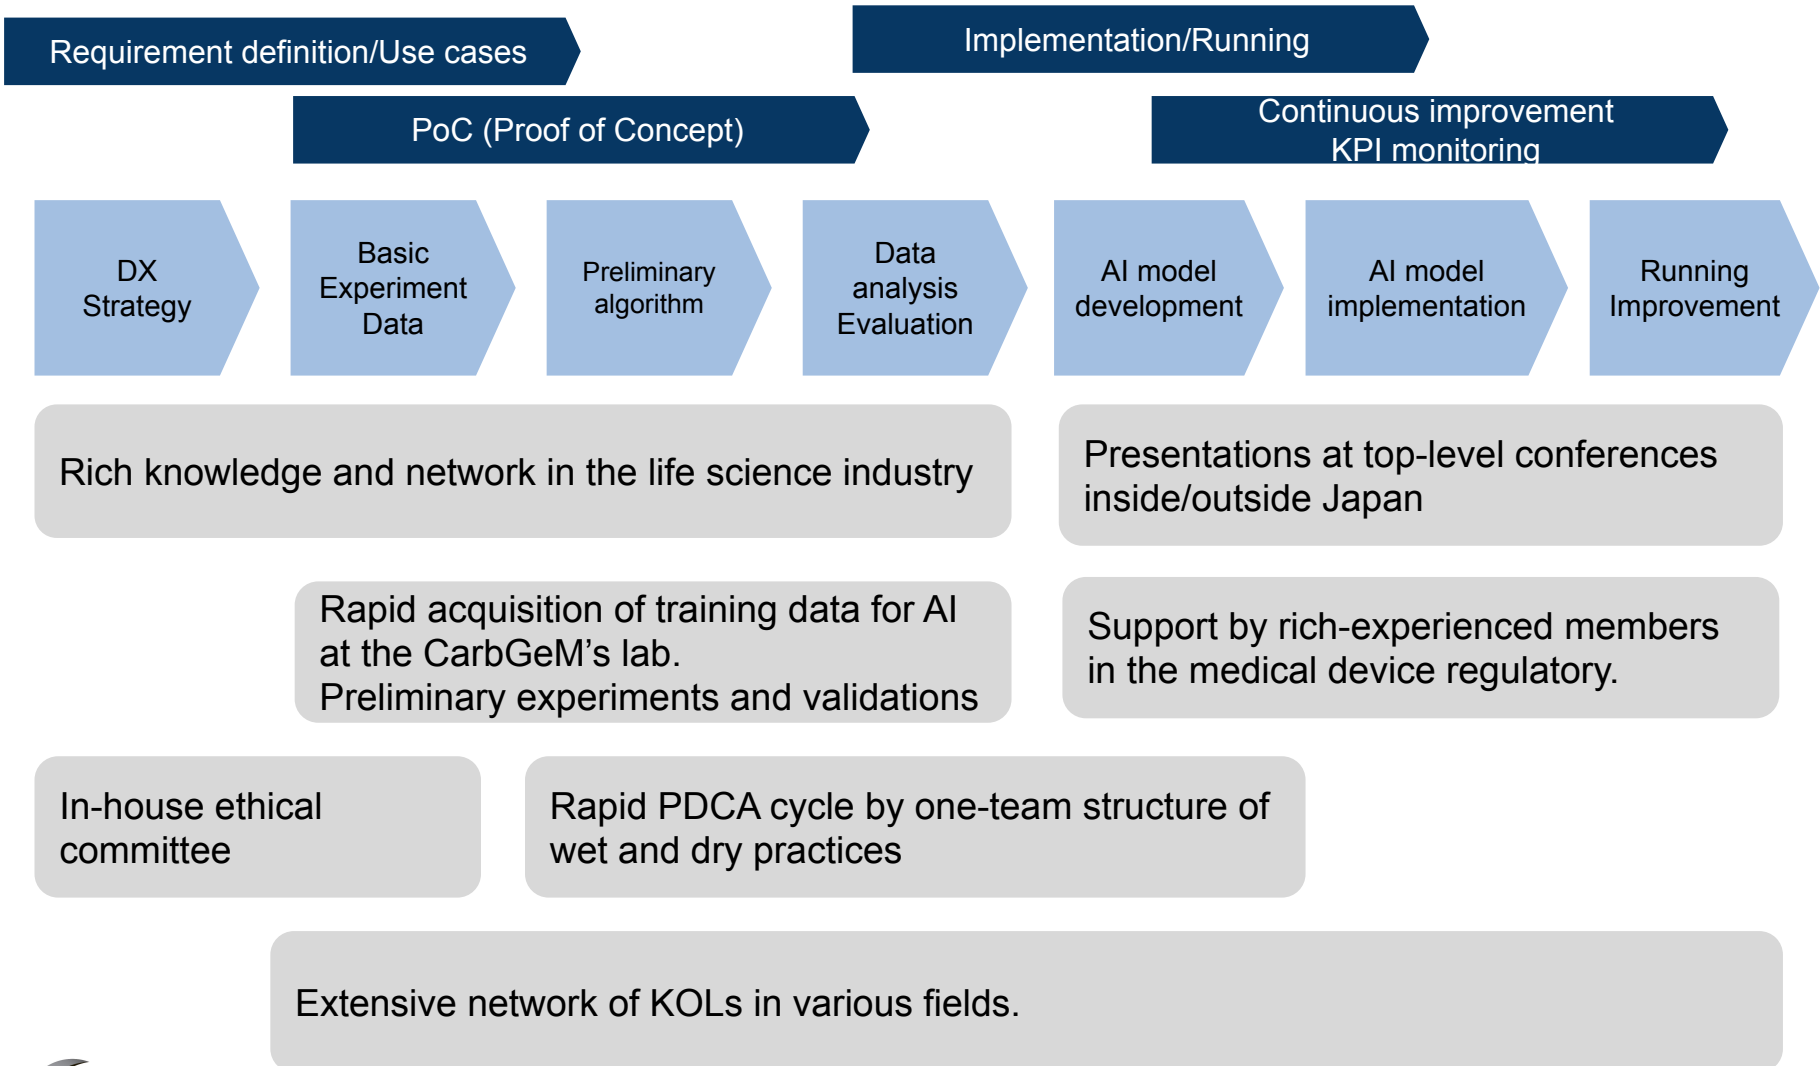 Requirement definition/Use cases
Implementation/Running
PoC (Proof of Concept)
Continuous improvement
KPI monitoring
DX
Strategy
Basic
Experiment
Data
Preliminary
algorithm
Data
analysis
Evaluation
AI model
development
AI model
implementation
Running
Improvement
Rich knowledge and network in the life science industry
Presentations at top-level conferences
inside/outside Japan
Rapid acquisition of training data for AI
at the CarbGeM’s lab.
Preliminary experiments and validations
Support by rich-experienced members
in the medical device regulatory.
In-house ethical
committee
Rapid PDCA cycle by one-team structure of
wet and dry practices
Extensive network of KOLs in various fields.